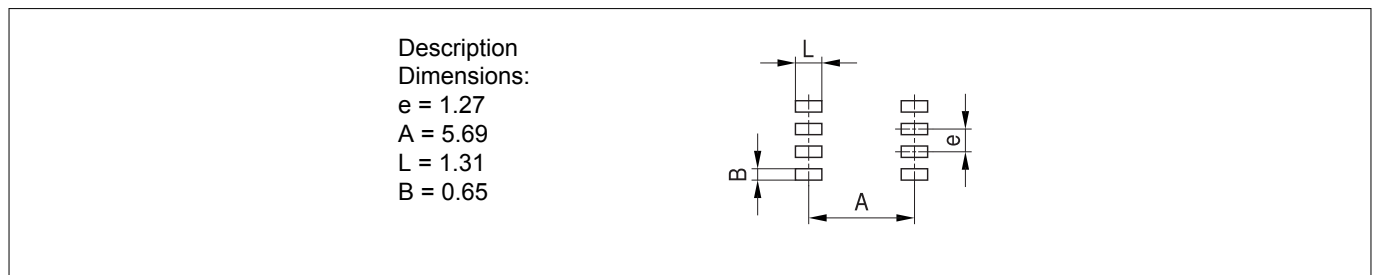 Description
Dimensions:
e = 1.27
A = 5.69
L = 1.31
B = 0.65
L
e
B
A